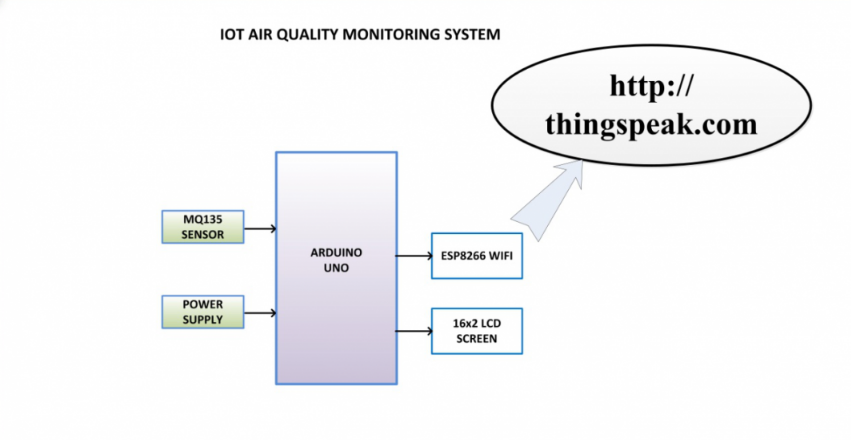 IOT AIR QUALITY MONITORING SYSTEM
http://
thingspeak.com
MQ135
SENSOR
ARDUINO
UNO
ESP8266 WIFI
POWER
SUPPLY
16x2 LCD
SCREEN